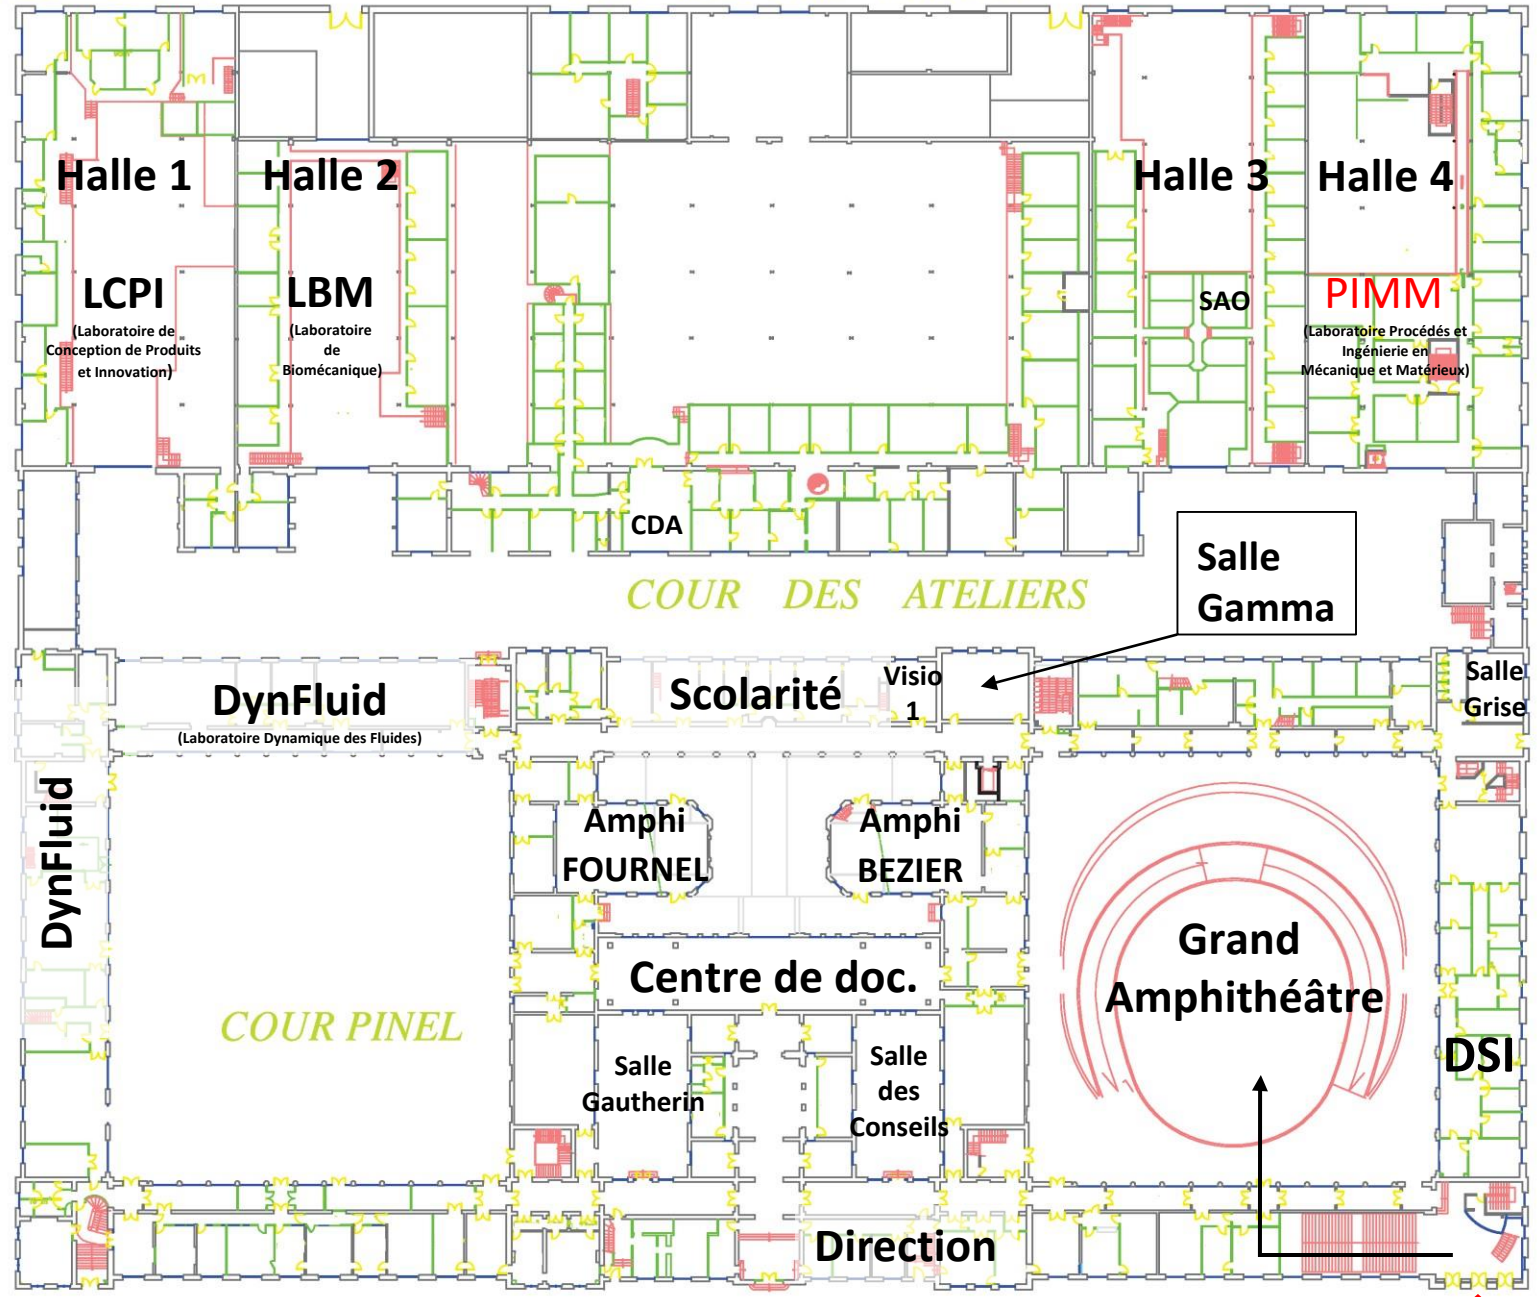 Halle 1
Halle 2
Halle 3
Halle 4
LCPI
(Laboratoire de
Conception de Produits
et Innovation)
LBM
(Laboratoire
de
Biomécanique)
SAO
PIMM
(Laboratoire Procédés et
Ingénierie en
Mécanique et Matérieux)
CDA
COUR DES ATELIERS
Salle
Gamma
DynFluid
(Laboratoire Dynamique des Fluides)
Scolarité
Visio
1
Salle
Grise
DynFluid
Amphi
FOURNEL
Amphi
BEZIER
Grand
Amphithéâtre
Centre de doc.
COUR PINEL
Salle
Gautherin
Salle
des
Conseils
DSI
Direction